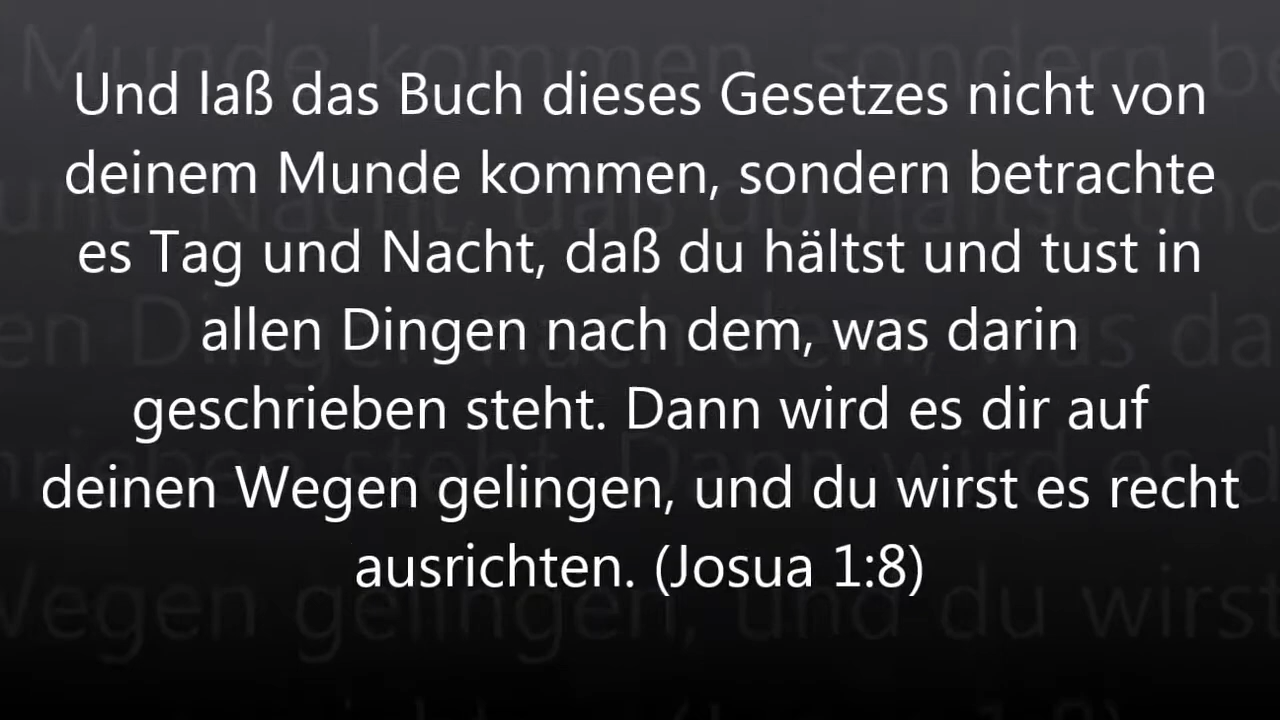 Und laß das Buch dieses Gesetzes nicht von
deinem Munde kommen, sondern betrachte
es Tag und Nacht, daß du hältst und tust in
allen Dingen nach dem, was darin
geschrieben steht. Dann wird es dir auf
deinen Wegen gelingen, und du wirst es recht
ausrichten. (Josua 1:8)